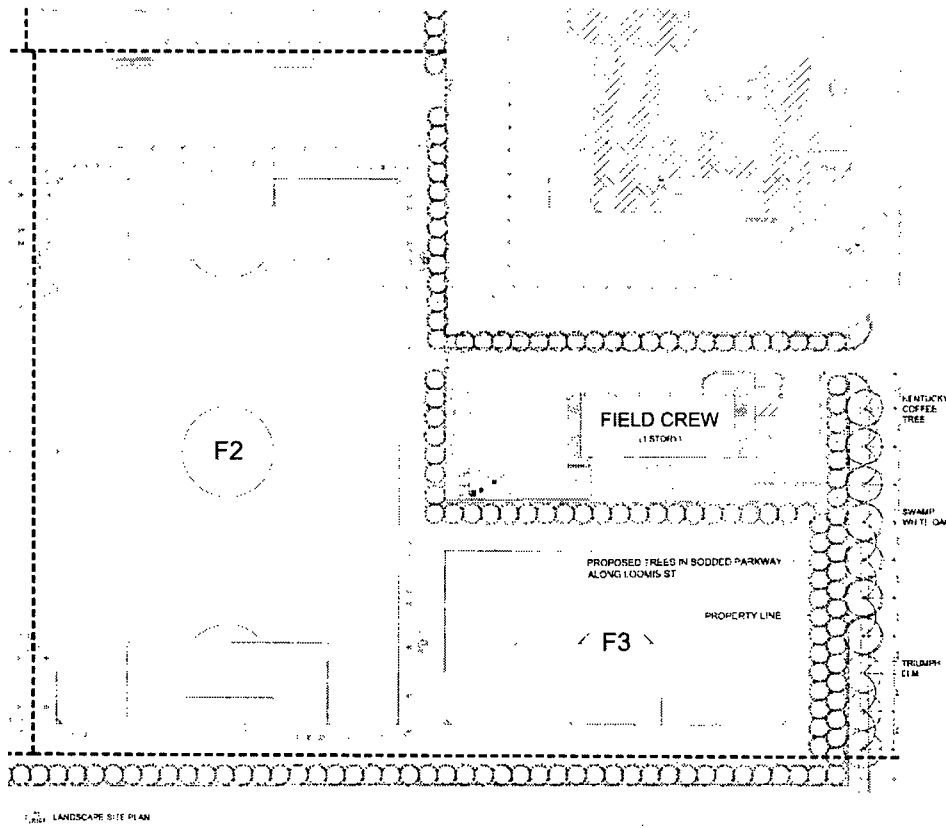 KENTUCKY
COFFEE
TREE
FIELD CREW
(1 STORY)
F2
SWAMP
WHITE OAK
PROPOSED TREES IN SODDED PARKWAY
ALONG LOOMIS ST
PROPERTY LINE
F3
TRIUMPH
ELM
LANDSCAPE SITE PLAN